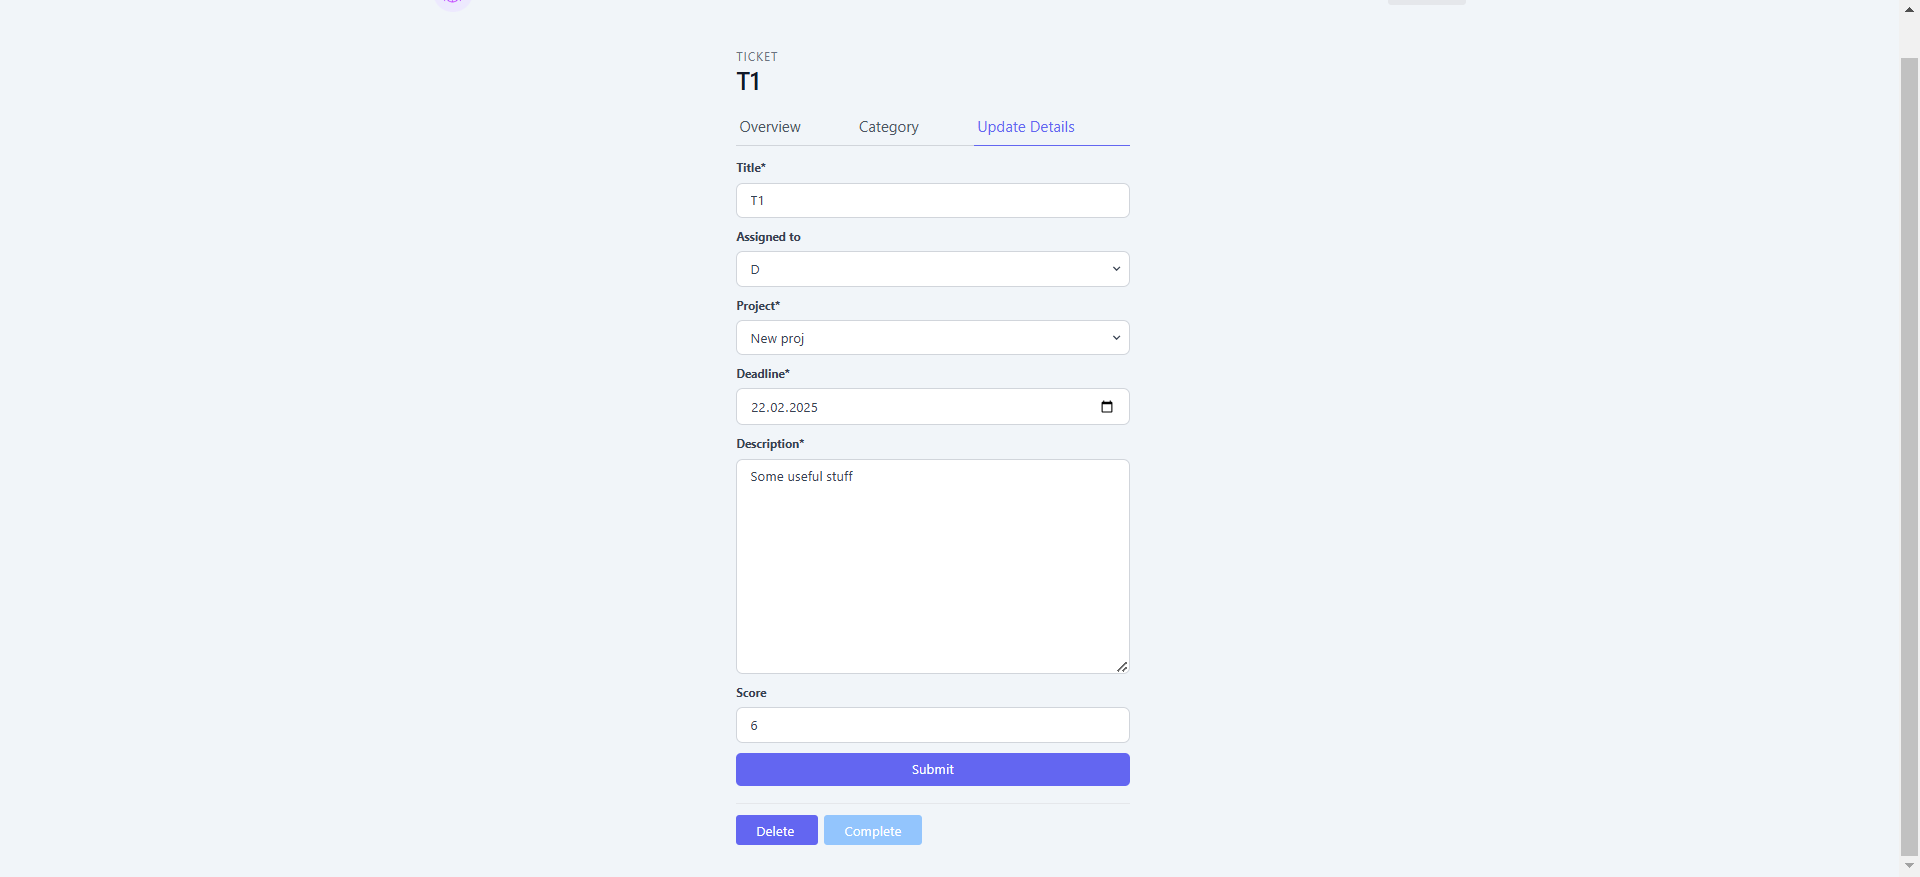 TICKET
T1
Overview Category Update Details
Title*
T1
Assigned to
D
Project*
New proj
Deadline*
22.02.2025
Description*
Some useful stuff
Score
6
Submit
Delete Complete